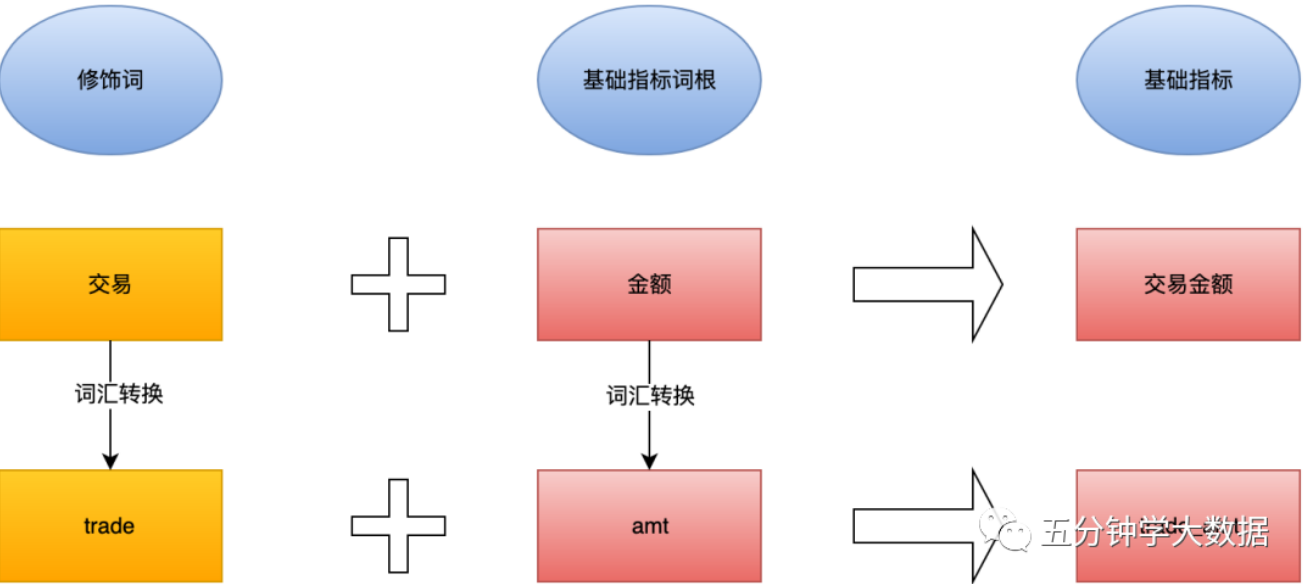 修饰词
基础指标词根
基础指标
交易
金额
交易金额
词汇转换
词汇转换
trade
amt
五分钟学大数据